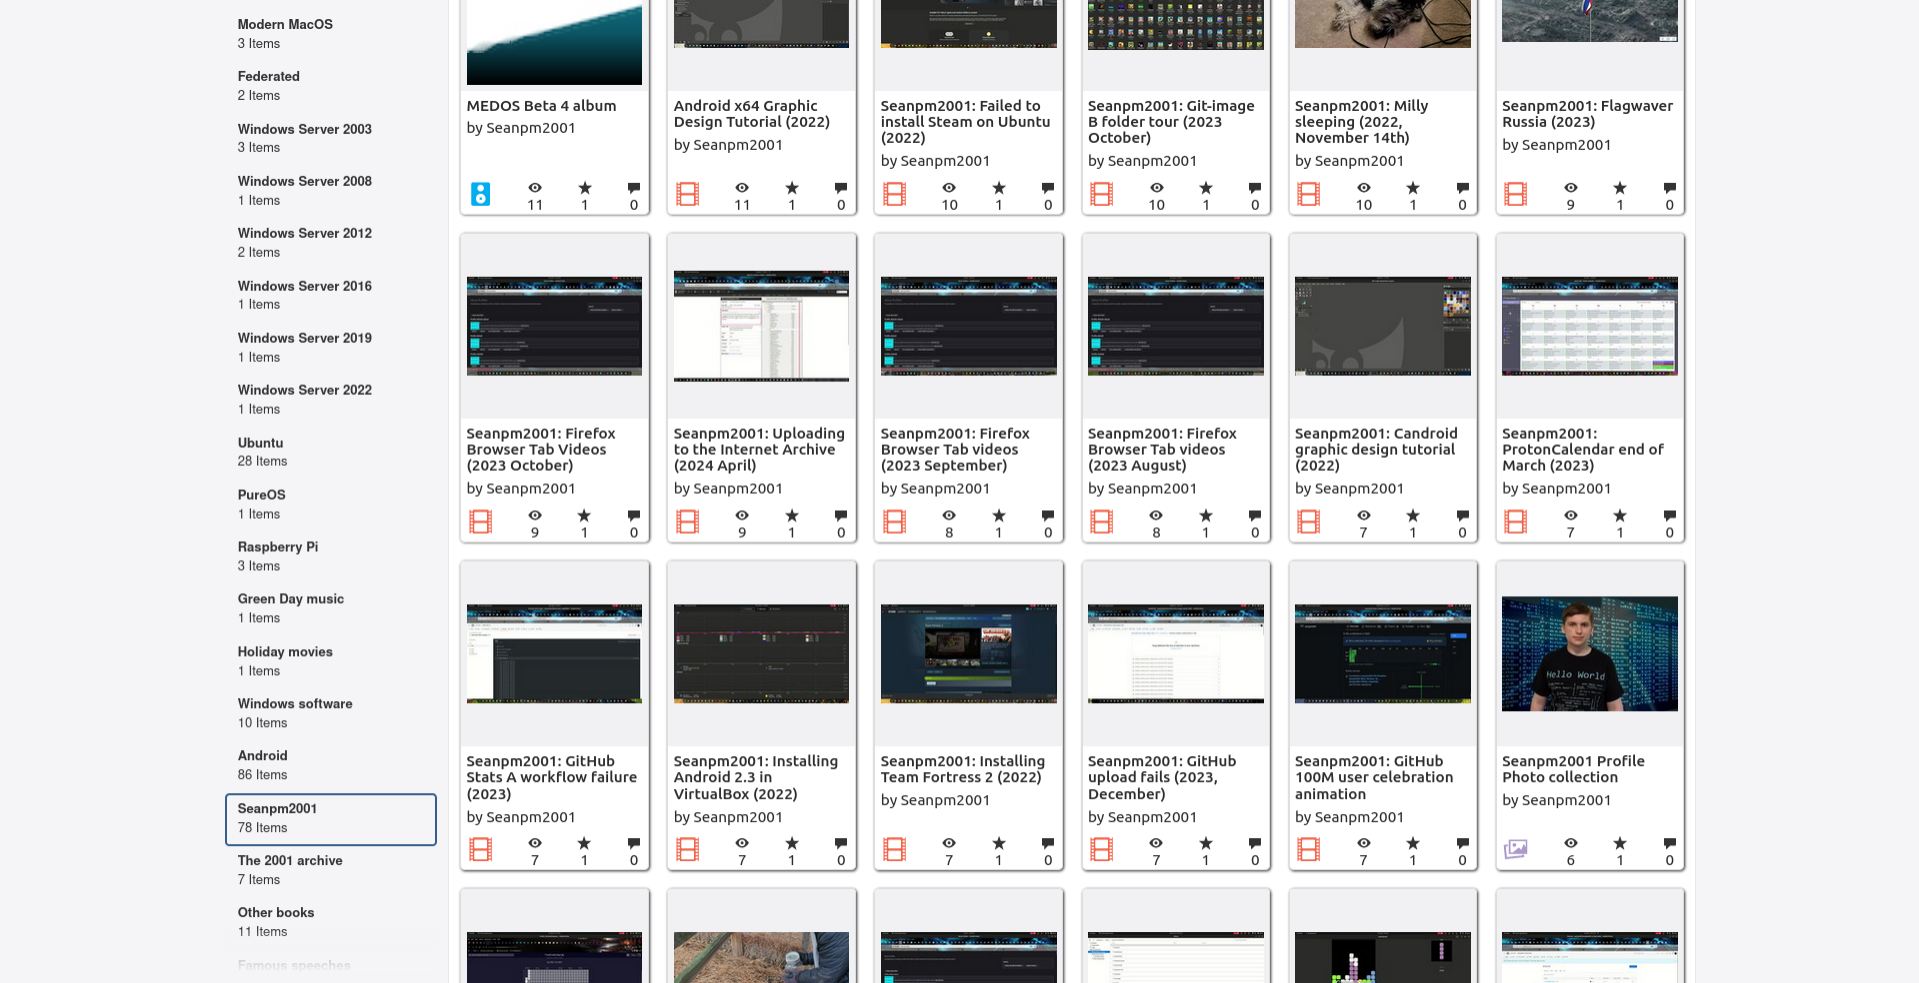 Modern MacOS
3 Items
Federated
2 Items
Windows Server 2003
3 Items
Windows Server 2008
1 Items
Windows Server 2012
2 Items
Windows Server 2016
1 Items
Windows Server 2019
1 Items
Windows Server 2022
1 Items
Ubuntu
28 Items
PureOS
1 Items
Raspberry Pi
3 Items
Green Day music
1 Items
Holiday movies
1 Items
Windows software
10 Items
Android
86 Items
Seanpm2001
78 Items
The 2001 archive
7 Items
Other books
11 Items
Famous speeches
MEDOS Beta 4 album
by Seanpm2001
11 1 0
Android x64 Graphic
Design Tutorial (2022)
by Seanpm2001
11 1 0
Seanpm2001: Failed to
install Steam on Ubuntu
(2022)
by Seanpm2001
10 1 0
Seanpm2001: Git-image
B folder tour (2023
October)
by Seanpm2001
10 1 0
Seanpm2001: Milly
sleeping (2022,
November 14th)
by Seanpm2001
10 1 0
Seanpm2001: Flagwaver
Russia (2023)
by Seanpm2001
9 1 0
Seanpm2001: Firefox
Browser Tab Videos
(2023 October)
by Seanpm2001
9 1 0
Seanpm2001: Uploading
to the Internet Archive
(2024 April)
by Seanpm2001
9 1 0
Seanpm2001: Firefox
Browser Tab videos
(2023 September)
by Seanpm2001
8 1 0
Seanpm2001: Firefox
Browser Tab videos
(2023 August)
by Seanpm2001
8 1 0
Seanpm2001: Candroid
graphic design tutorial
(2022)
by Seanpm2001
7 1 0
Seanpm2001:
ProtonCalendar end of
March (2023)
by Seanpm2001
7 1 0
Seanpm2001: GitHub
Stats A workflow failure
(2023)
by Seanpm2001
7 1 0
Seanpm2001: Installing
Android 2.3 in
VirtualBox (2022)
by Seanpm2001
7 1 0
Seanpm2001: Installing
Team Fortress 2 (2022)
by Seanpm2001
7 1 0
Seanpm2001: GitHub
upload fails (2023,
December)
by Seanpm2001
7 1 0
Seanpm2001: GitHub
100M user celebration
animation
by Seanpm2001
7 1 0
Hello World
Seanpm2001 Profile
Photo collection
by Seanpm2001
6 1 0